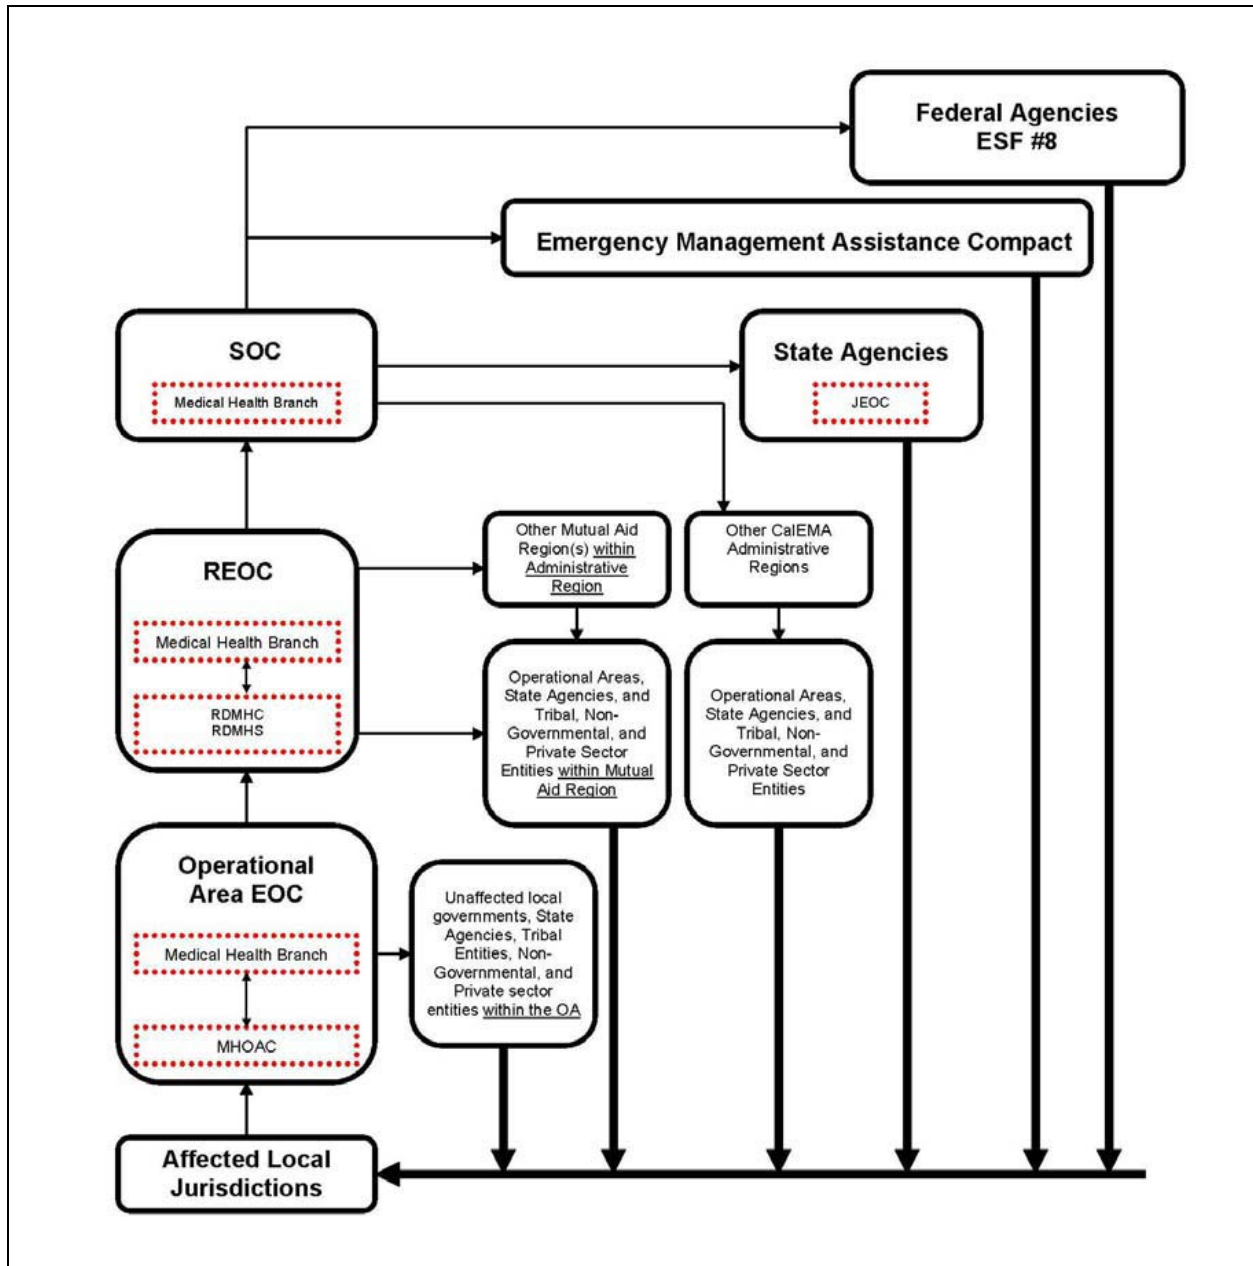 Federal Agencies
ESF #8
Emergency Management Assistance Compact
SOC
Medical Health Branch
State Agencies
JEOC
REOC
Medical Health Branch
RDMHC
RDMHS
Other Mutual Aid
Region(s) within
Administrative
Region
Other CalEMA
Administrative
Regions
Operational Areas,
State Agencies, and
Tribal, Non-
Governmental, and
Private Sector
Entities within Mutual
Aid Region
Operational Areas,
State Agencies, and
Tribal, Non-
Governmental, and
Private Sector
Entities
Operational
Area EOC
Medical Health Branch
MHOAC
Unaffected local
governments, State
Agencies, Tribal
Entities, Non-
Governmental, and
Private sector
entities within the OA
Affected Local
Jurisdictions